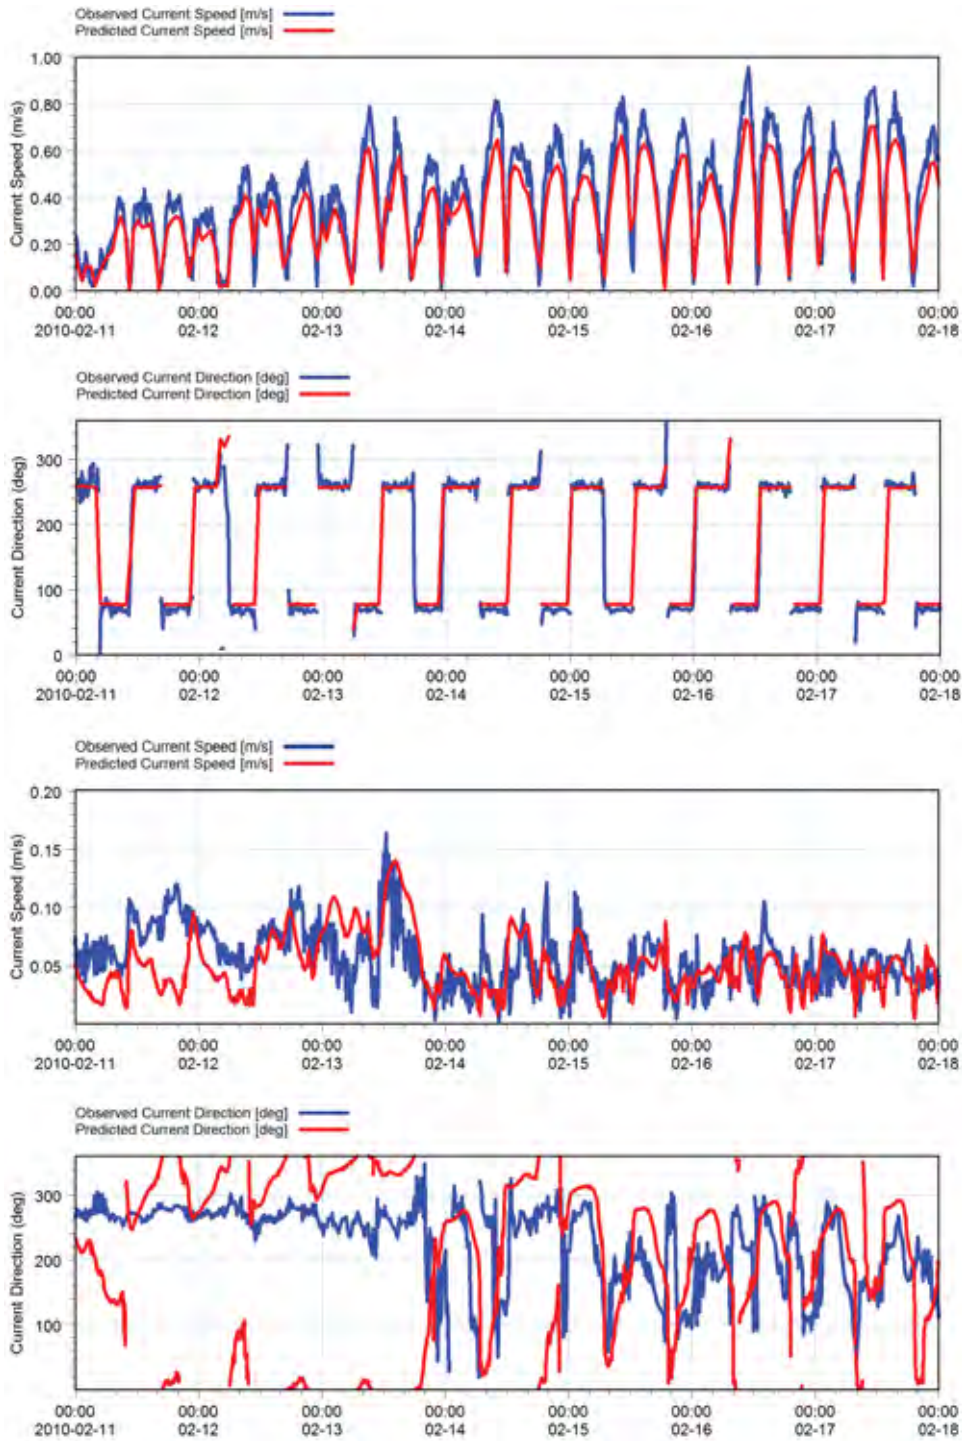 Observed Current Speed [m/s]
Predicted Current Speed [m/s]
1.00
0.80
0.60
0.40
0.20
0.00
Current Speed (m/s)
00:00 00:00 00:00 00:00 00:00 00:00 00:00 00:00
2010-02-11 02-12 02-13 02-14 02-15 02-16 02-17 02-18
Observed Current Direction [deg]
Predicted Current Direction [deg]
300
200
100
0
Current Direction (deg)
00:00 00:00 00:00 00:00 00:00 00:00 00:00 00:00
2010-02-11 02-12 02-13 02-14 02-15 02-16 02-17 02-18
Observed Current Speed [m/s]
Predicted Current Speed [m/s]
0.20
0.15
0.10
0.05
Current Speed (m/s)
00:00 00:00 00:00 00:00 00:00 00:00 00:00 00:00
2010-02-11 02-12 02-13 02-14 02-15 02-16 02-17 02-18
Observed Current Direction [deg]
Predicted Current Direction [deg]
300
200
100
Current Direction (deg)
00:00 00:00 00:00 00:00 00:00 00:00 00:00 00:00
2010-02-11 02-12 02-13 02-14 02-15 02-16 02-17 02-18